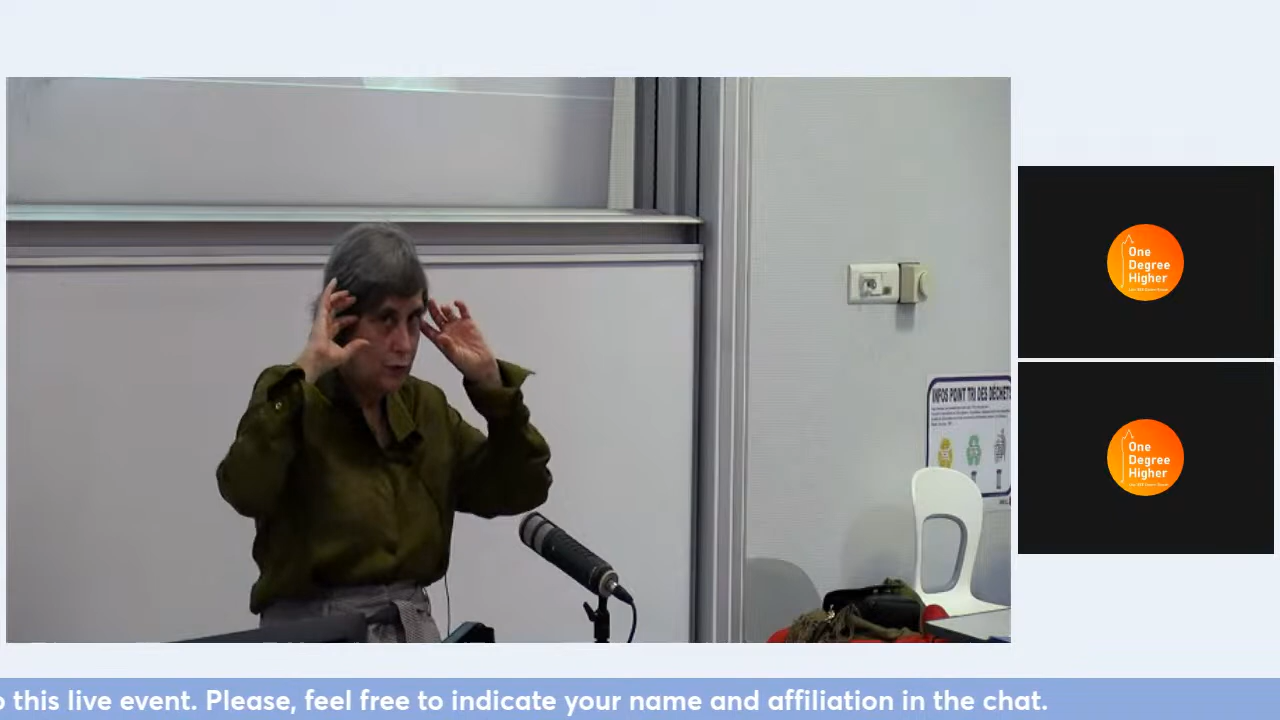 INFOS POINT TRI DES DÉCHETS
One
Degree
Higher
One
Degree
Higher
o this live event. Please, feel free to indicate your name and affiliation in the chat.